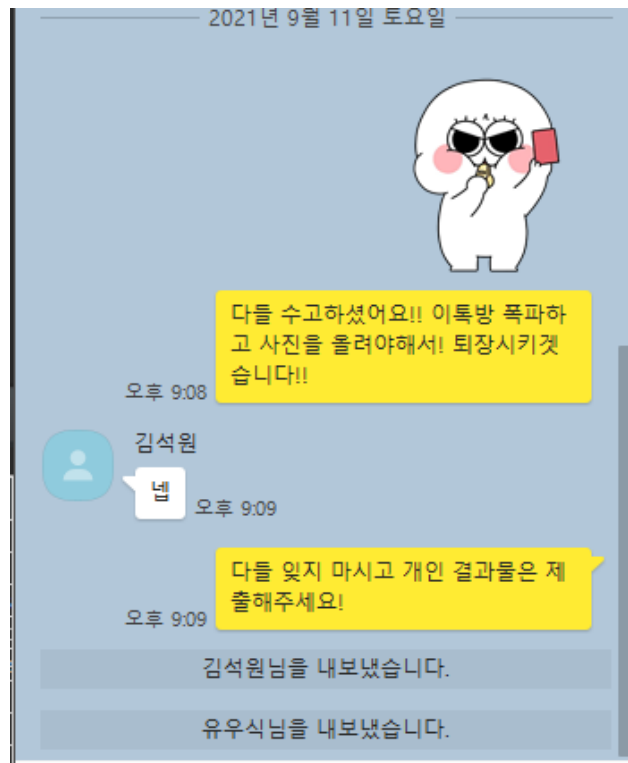 2021년 9월 11일 토요일
다들 수고하셨어요!! 이톡방 폭파하
고 사진을 올려야해서! 퇴장시키겟
습니다!!
오후 9:08
김석원
넵
오후 9:09
다들 잊지 마시고 개인 결과물은 제
출해주세요!
오후 9:09
김석원님을 내보냈습니다.
유우식님을 내보냈습니다.